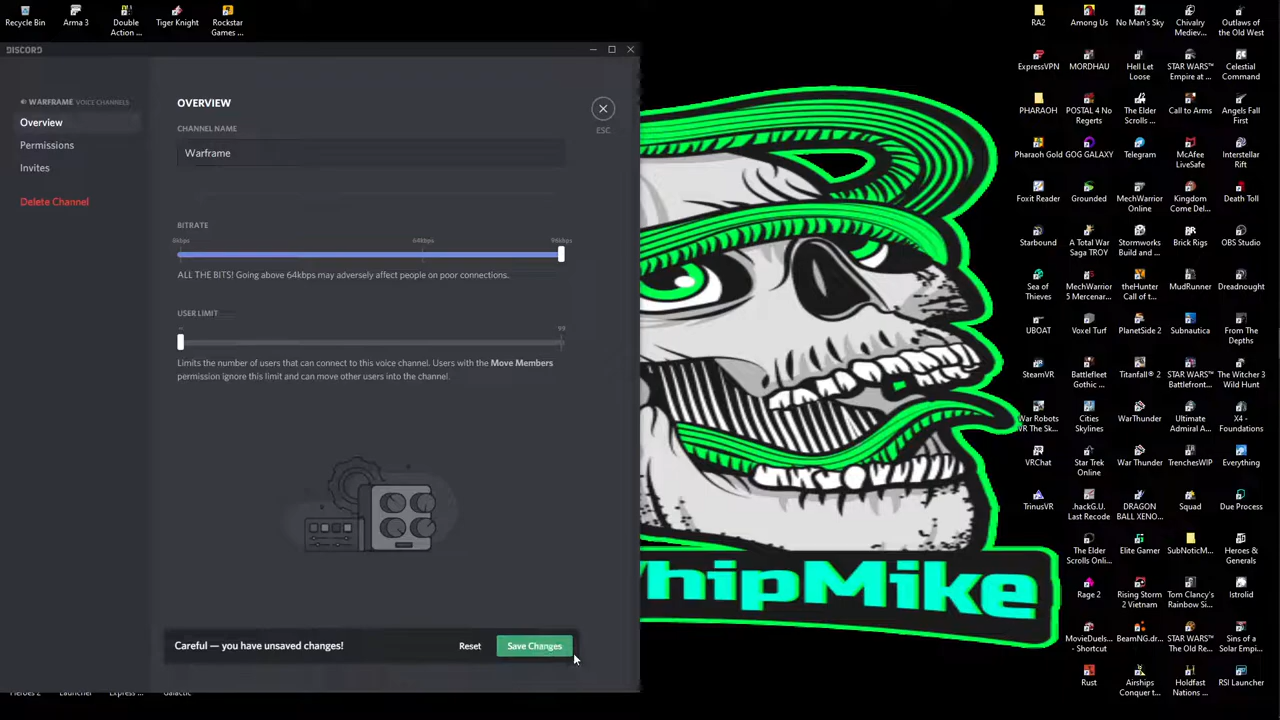 Recycle Bin
Arma 3
Double
Action ...
Tiger Knight
Rockstar
Games ...
DISCORD
WARFRAME VOICE CHANNELS
Overview
Permissions
Invites
Delete Channel
OVERVIEW
ESC
CHANNEL NAME
Warframe
BITRATE
8kbps
64kbps
96kbps
ALL THE BITS! Going above 64kbps may adversely affect people on poor connections.
USER LIMIT
99
Limits the number of users that can connect to this voice channel. Users with the Move Members
permission ignore this limit and can move other users into the channel.
Careful — you have unsaved changes!
Reset
Save Changes
Heroes 2
Launcher
Express ...
Galactic
WhipMike
RA2
Among Us
No Man's Sky
Chivalry
Mediev...
Outlaws of
the Old West
ExpressVPN
MORDHAU
Hell Let
Loose
STAR WARS™
Empire at ...
Celestial
Command
PHARAOH
POSTAL 4 No
Regerts
The Elder
Scrolls ...
Call to Arms
Angels Fall
First
Pharaoh Gold
GOG GALAXY
Telegram
McAfee
LiveSafe
Interstellar
Rift
Foxit Reader
Grounded
MechWarrior
Online
Kingdom
Come Del...
Death Toll
Starbound
A Total War
Saga TROY
Stormworks
Build and ...
Brick Rigs
OBS Studio
Sea of
Thieves
MechWarrior
5 Mercenar...
theHunter
Call of t...
MudRunner
Dreadnought
UBOAT
Voxel Turf
PlanetSide 2
Subnautica
From The
Depths
SteamVR
Battlefleet
Gothic ...
Titanfall® 2
STAR WARS™
Battlefront...
The Witcher 3
Wild Hunt
War Robots
VR The Sk...
Cities
Skylines
WarThunder
Ultimate
Admiral A...
X4 -
Foundations
VRChat
Star Trek
Online
War Thunder
TrenchesWIP
Everything
TrinusVR
.hackG.U.
Last Recode
DRAGON
BALL XENO...
Squad
Due Process
The Elder
Scrolls Onli...
Elite Gamer
SubNoticM...
Heroes &
Generals
Rage 2
Rising Storm
2 Vietnam
Tom Clancy's
Rainbow Si...
Istrolid
MovieDuels...
- Shortcut
BeamNG.dr...
STAR WARS™
The Old Re...
Sins of a
Solar Emp...
Rust
Airships
Conquer t...
Holdfast
Nations ...
RSI Launcher